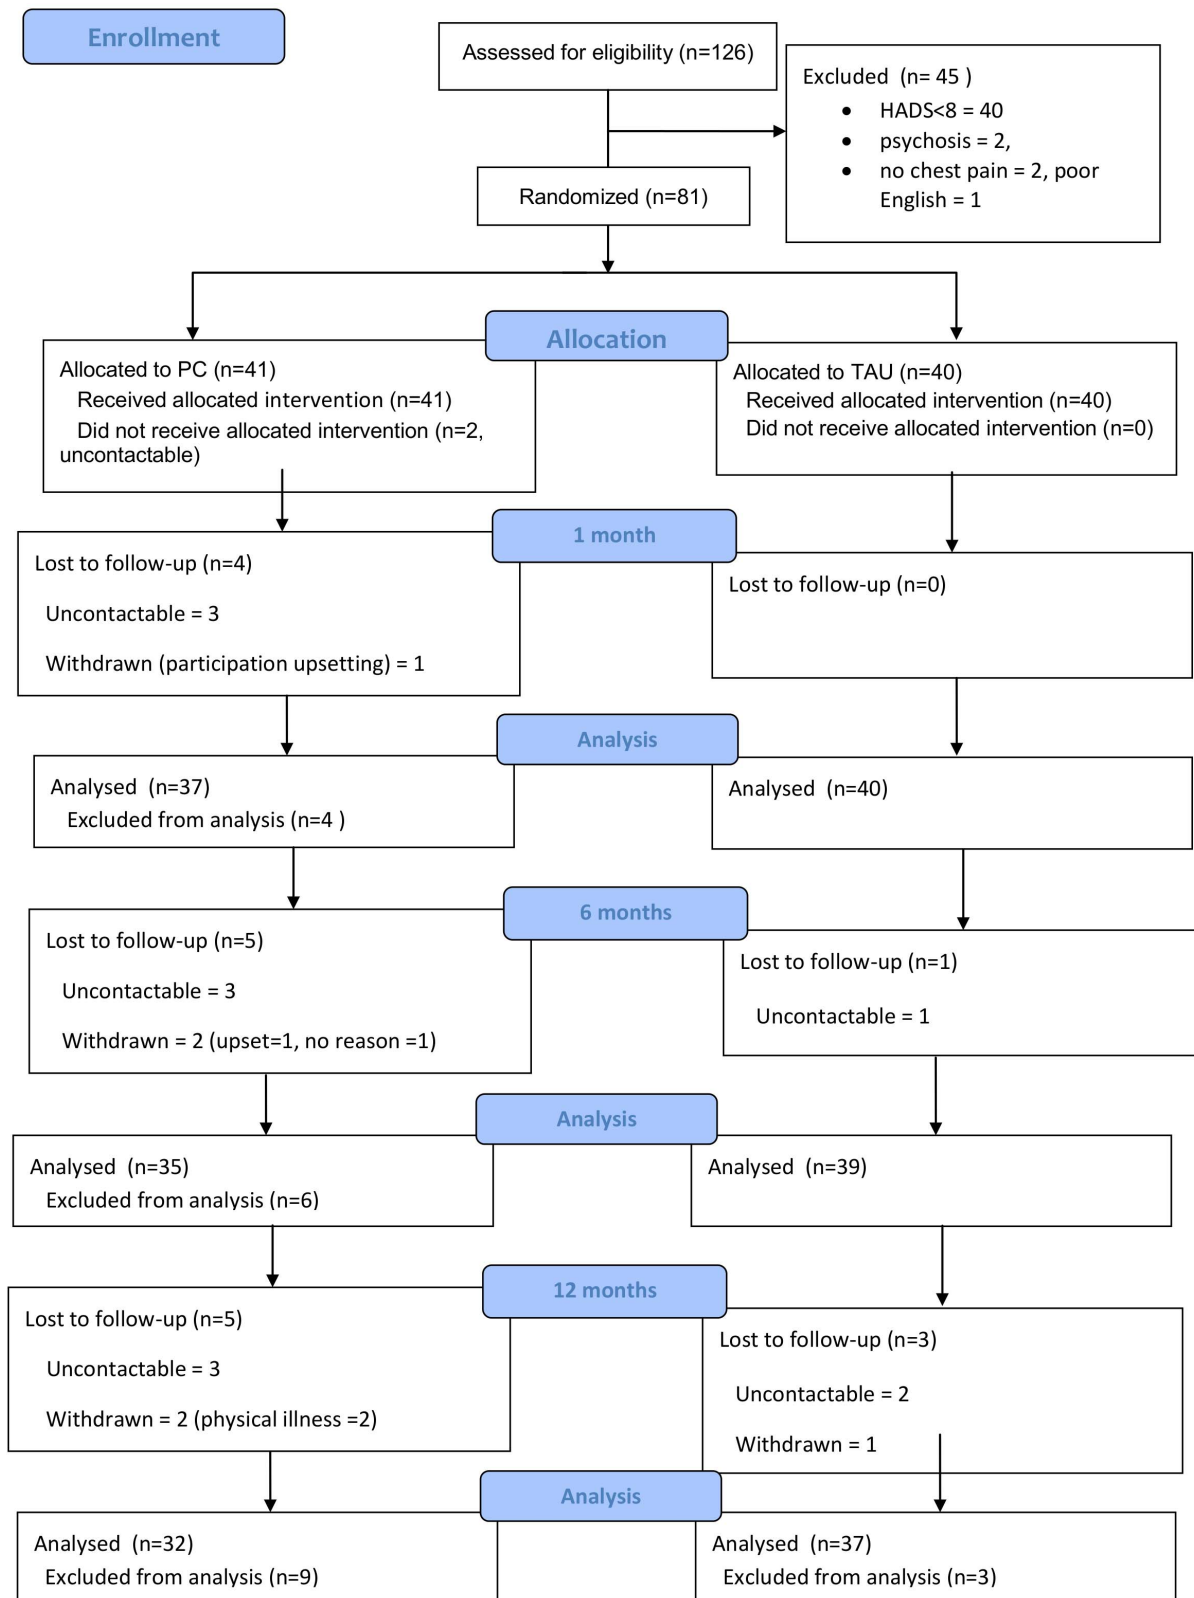 Enrollment
Assessed for eligibility (n=126)
Excluded  (n= 45 )
• HADS<8 = 40
• psychosis = 2,
• no chest pain = 2, poor
English = 1
Randomized (n=81)
Allocation
Allocated to PC (n=41)
Received allocated intervention (n=41)
Did not receive allocated intervention (n=2,
uncontactable)
Allocated to TAU (n=40)
Received allocated intervention (n=40)
Did not receive allocated intervention (n=0)
1 month
Lost to follow-up (n=4)
Uncontactable = 3
Withdrawn (participation upsetting) = 1
Lost to follow-up (n=0)
Analysis
Analysed  (n=37)
Excluded from analysis (n=4 )
Analysed  (n=40)
6 months
Lost to follow-up (n=5)
Uncontactable = 3
Withdrawn = 2 (upset=1, no reason =1)
Lost to follow-up (n=1)
Uncontactable = 1
Analysis
Analysed  (n=35)
Excluded from analysis (n=6)
Analysed  (n=39)
12 months
Lost to follow-up (n=5)
Uncontactable = 3
Withdrawn = 2 (physical illness =2)
Lost to follow-up (n=3)
Uncontactable = 2
Withdrawn = 1
Analysis
Analysed  (n=32)
Excluded from analysis (n=9)
Analysed  (n=37)
Excluded from analysis (n=3)